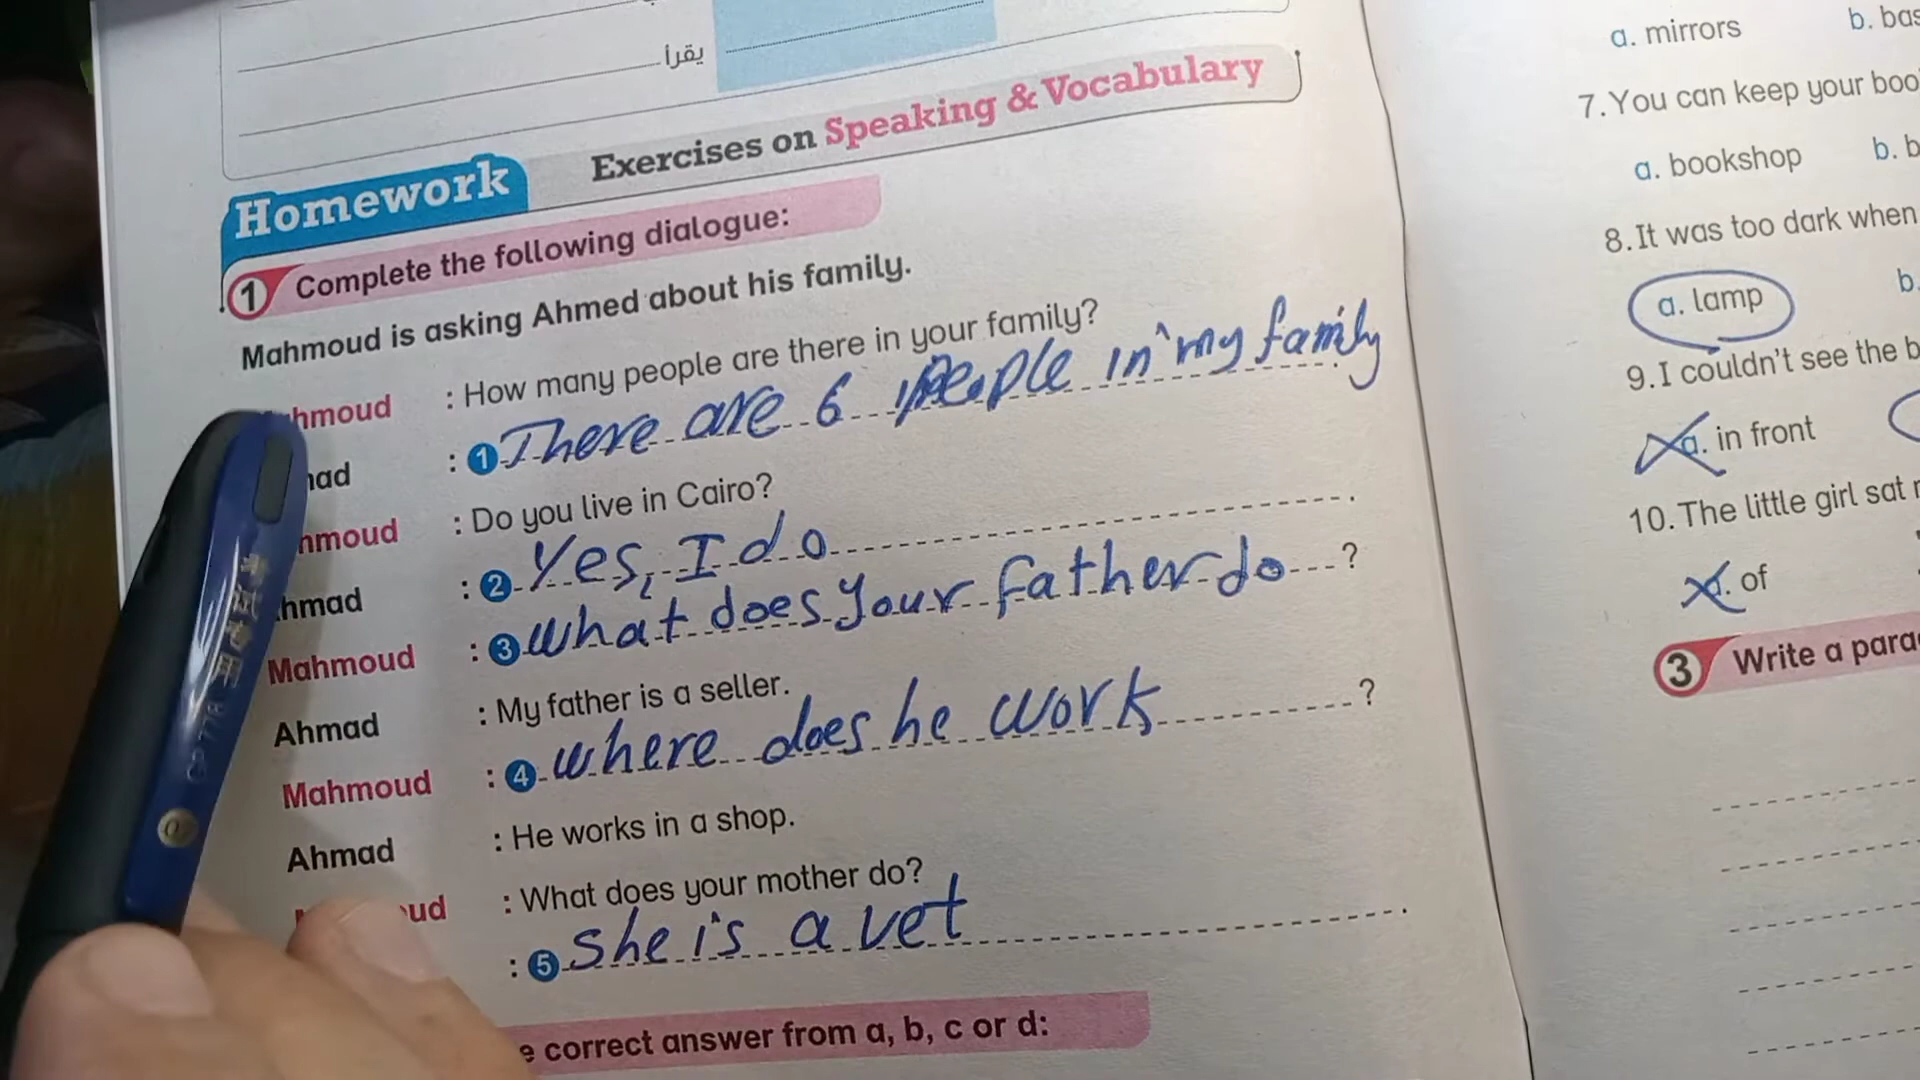 يقرأ
Homework Exercises on Speaking & Vocabulary
1 Complete the following dialogue:
Mahmoud is asking Ahmed about his family.
hmoud : How many people are there in your family?
ad : 1 There are 6 people in my family
hmoud : Do you live in Cairo?
hmad : 2 Yes, I do.
Mahmoud : 3 what does your father do ?
Ahmad : My father is a seller.
Mahmoud : 4 where does he work ?
Ahmad : He works in a shop.
ud : What does your mother do?
: 5 She is a vet.
e correct answer from a, b, c or d:
a. mirrors b. bas
7. You can keep your boo
a. bookshop b. b
8. It was too dark when
a. lamp b.
9. I couldn't see the b
a. in front
10. The little girl sat
of
3 Write a para